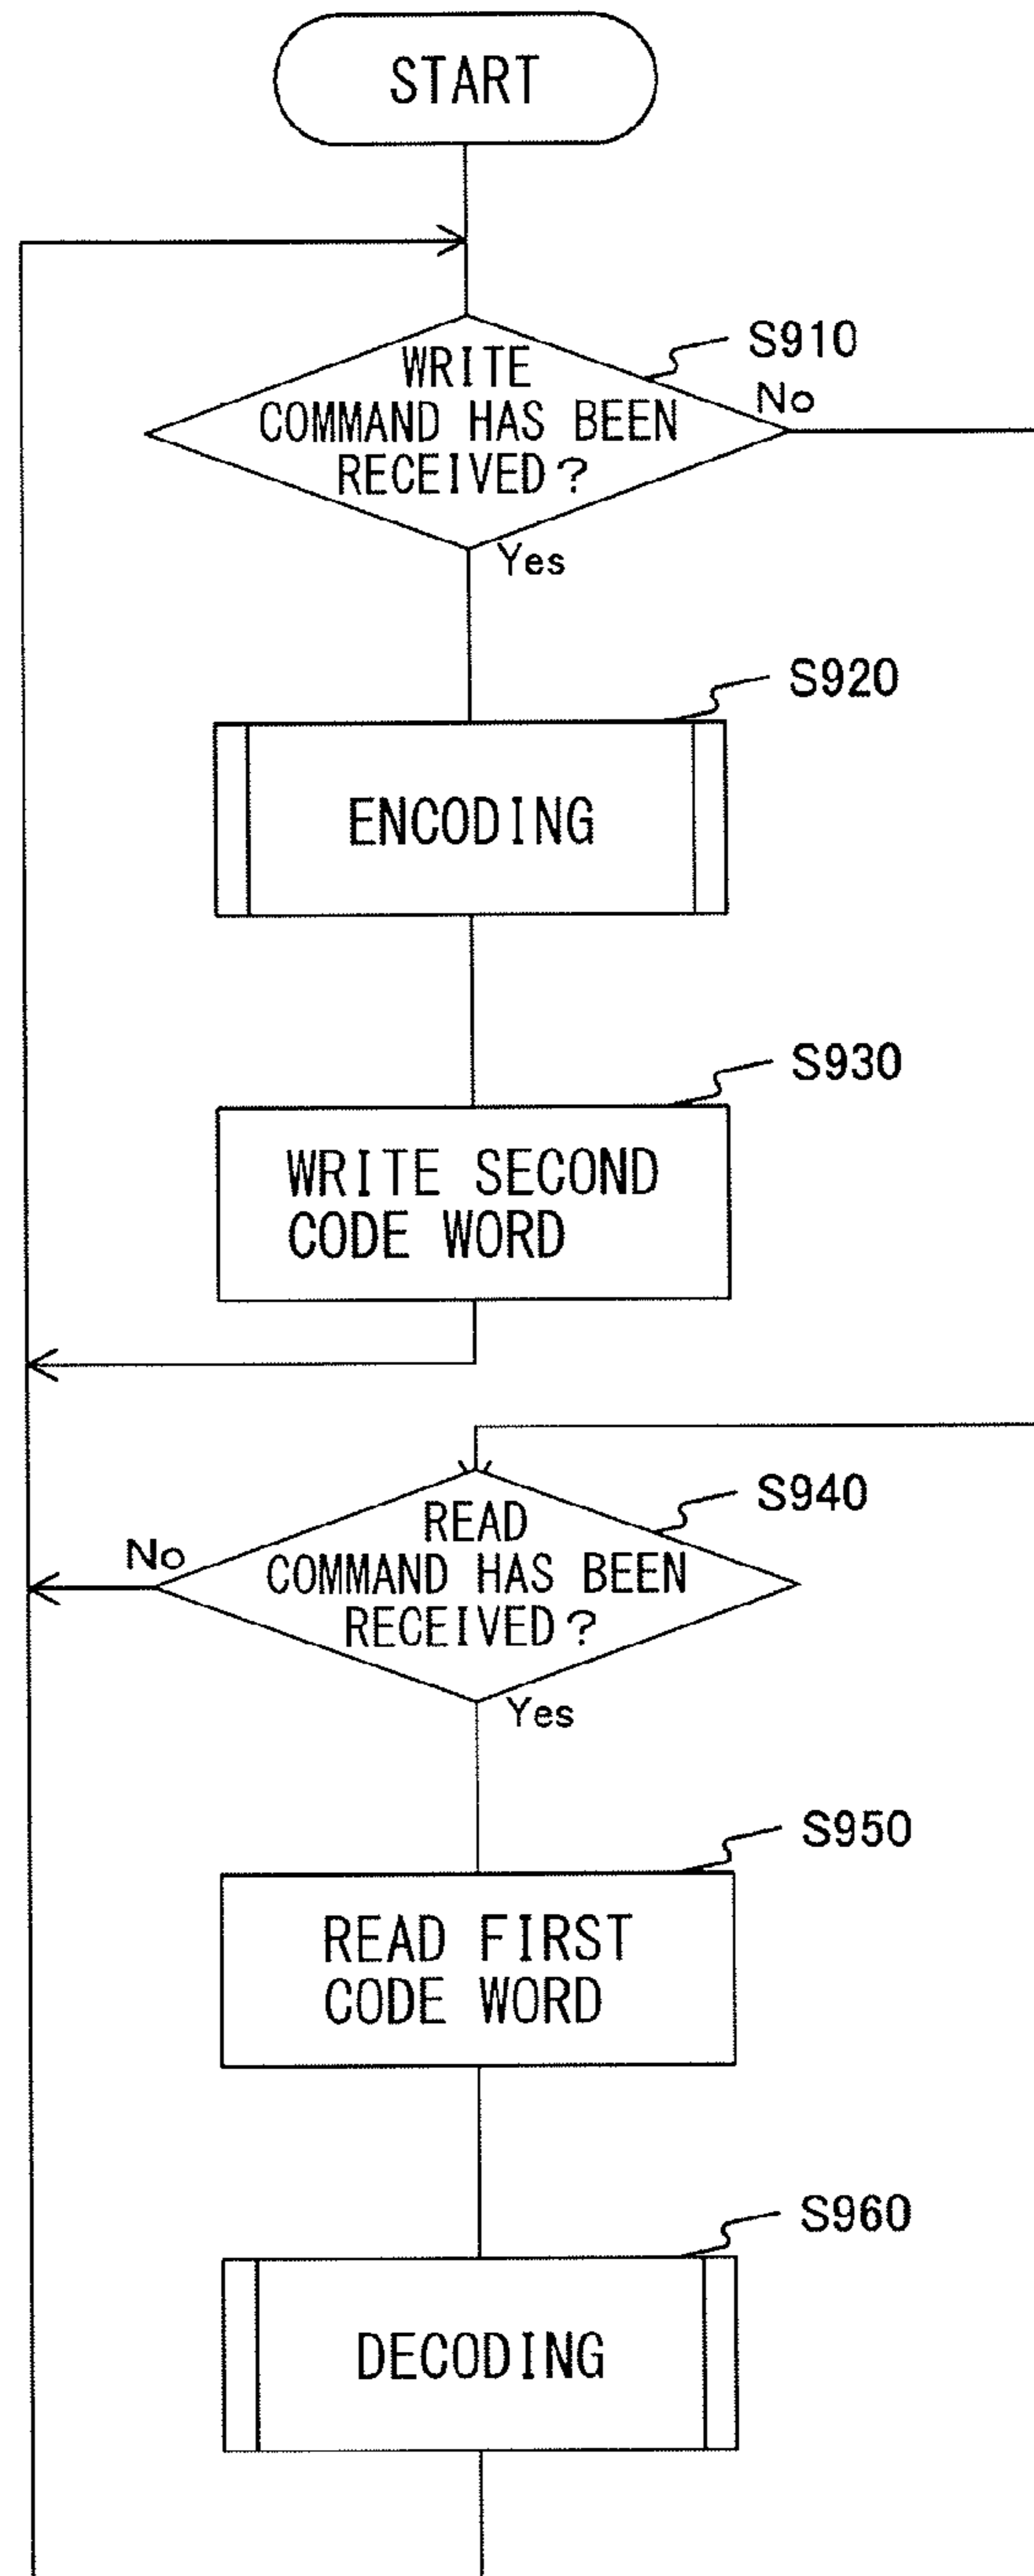 START
S910
WRITE
COMMAND HAS BEEN
RECEIVED?
No
Yes
S920
ENCODING
S930
WRITE SECOND
CODE WORD
S940
READ
COMMAND HAS BEEN
RECEIVED?
No
Yes
S950
READ FIRST
CODE WORD
S960
DECODING